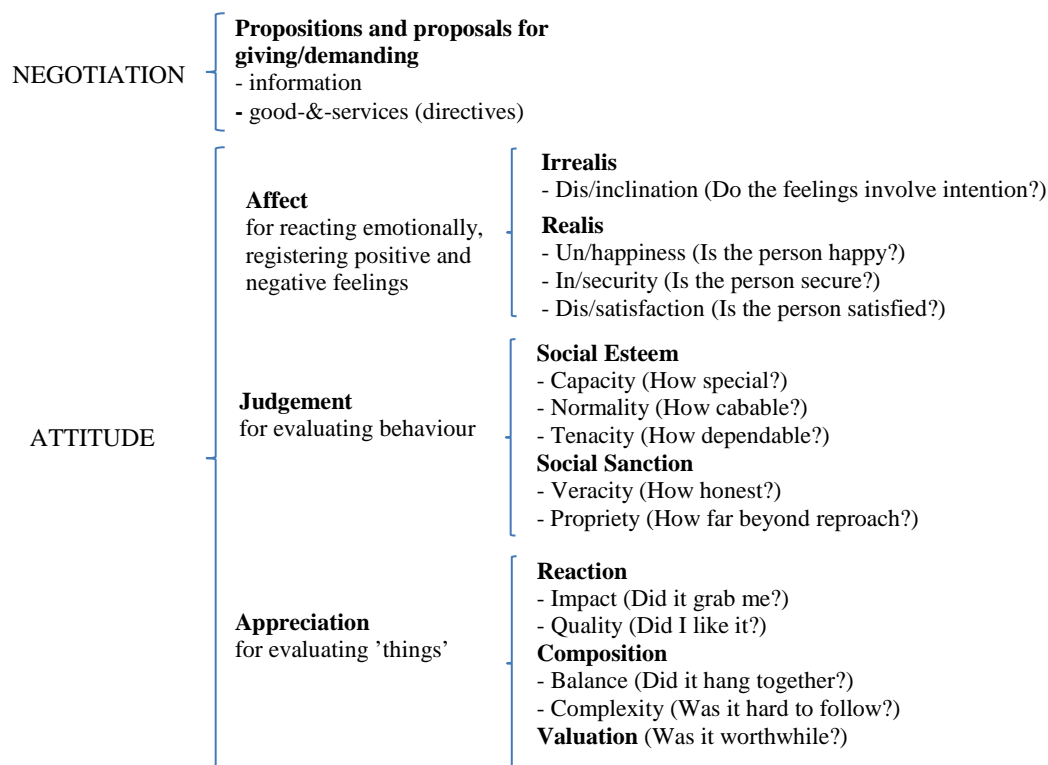 NEGOTIATION
Propositions and proposals for
giving/demanding
- information
- good-&-services (directives)
ATTITUDE
Affect
for reacting emotionally,
registering positive and
negative feelings
Irrealis
- Dis/inclination (Do the feelings involve intention?)
Realis
- Un/happiness (Is the person happy?)
- In/security (Is the person secure?)
- Dis/satisfaction (Is the person satisfied?)
Judgement
for evaluating behaviour
Social Esteem
- Capacity (How special?)
- Normality (How cabable?)
- Tenacity (How dependable?)
Social Sanction
- Veracity (How honest?)
- Propriety (How far beyond reproach?)
Appreciation
for evaluating ’things’
Reaction
- Impact (Did it grab me?)
- Quality (Did I like it?)
Composition
- Balance (Did it hang together?)
- Complexity (Was it hard to follow?)
Valuation (Was it worthwhile?)